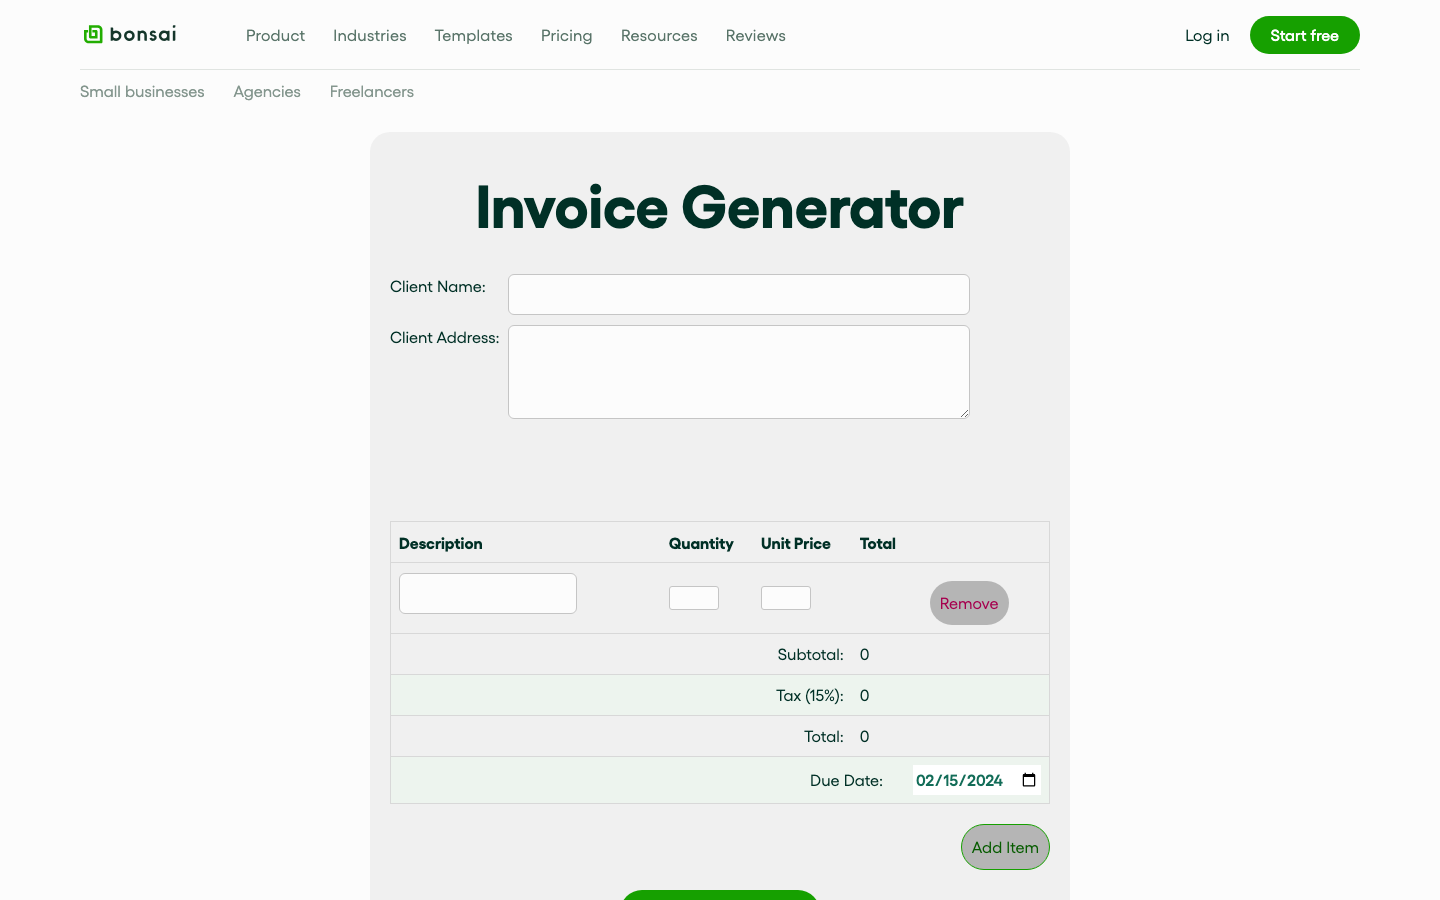 bonsai
Product Industries Templates Pricing Resources Reviews
Log in Start free
Small businesses Agencies Freelancers
Invoice Generator
Client Name:
Client Address:
Description Quantity Unit Price Total
Remove
Subtotal: 0
Tax (15%): 0
Total: 0
Due Date: 02/15/2024
Add Item